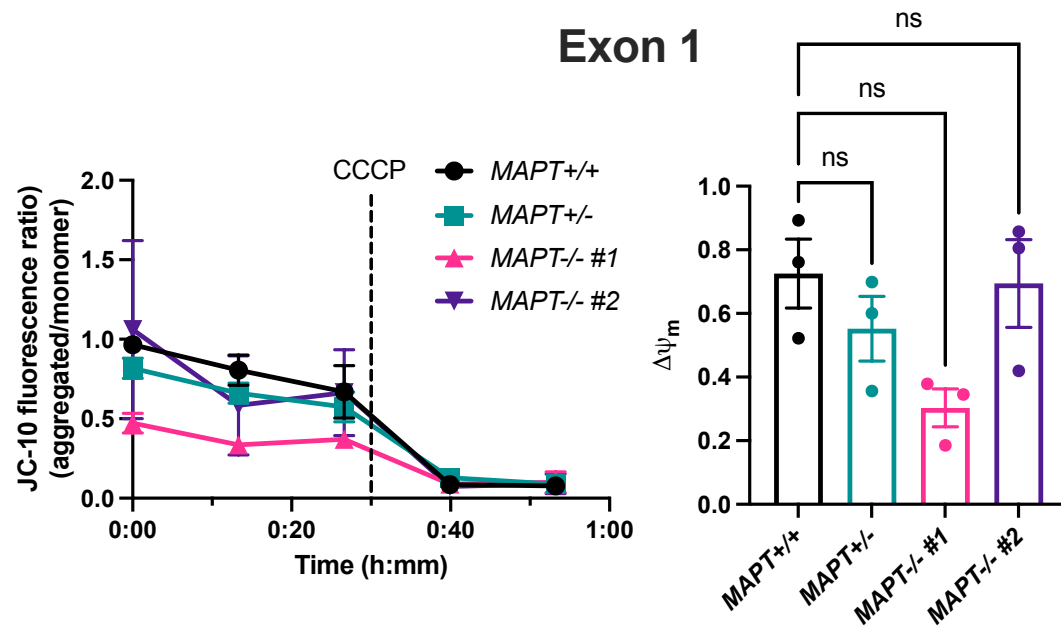 Exon 1
JC-10 fluorescence ratio)
(aggregated/monomer)
2.0
1.5
1.0
0.5
0.0
0:00
0:20
0:40
1:00
Time (h:mm)
CCCP
MAPT+/+
MAPT+/-
MAPT-/- #1
MAPT-/- #2
ns
ns
ns
Δψm
1.0
0.8
0.6
0.4
0.2
0.0
MAPT+/+
MAPT+/-
MAPT-/- #1
MAPT-/- #2